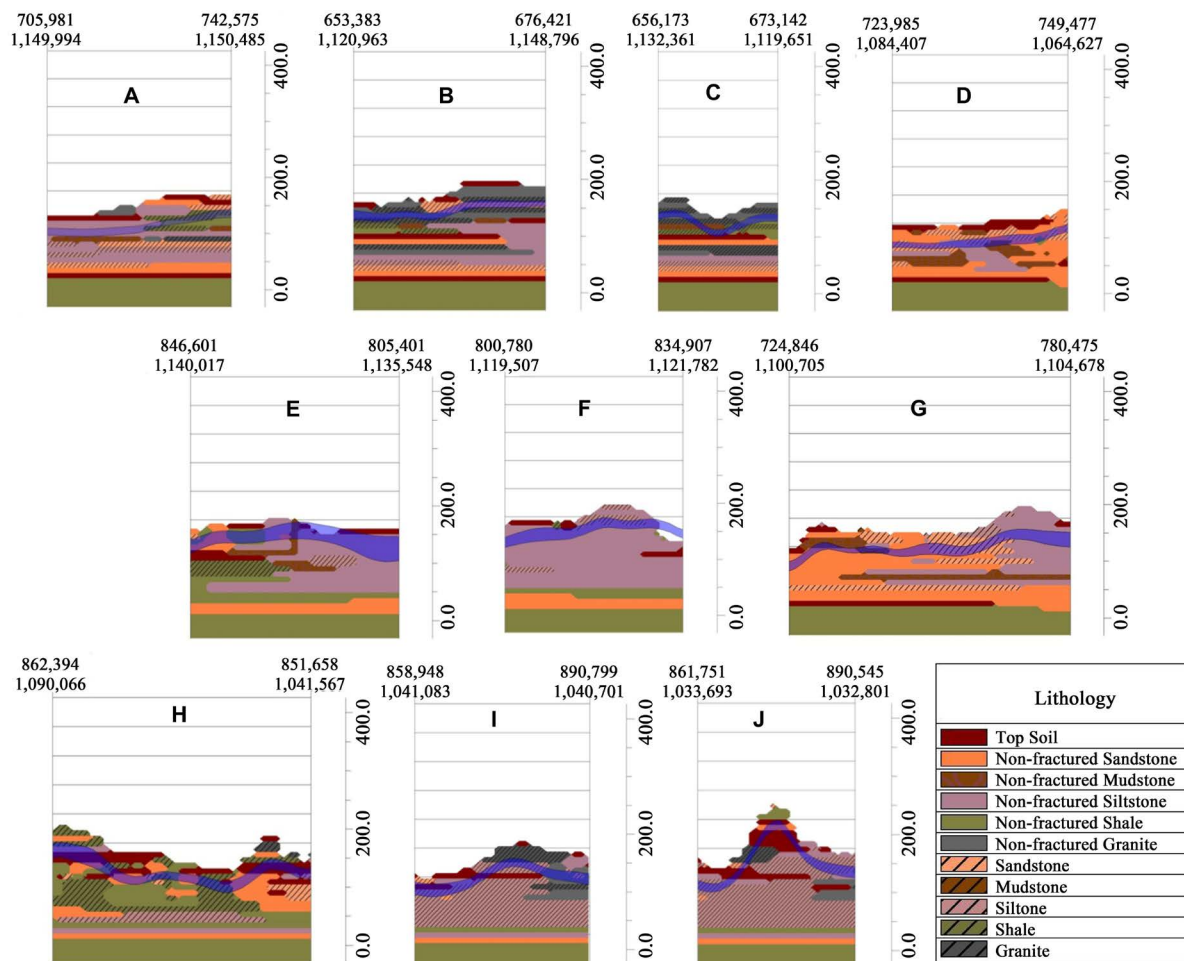 705,981 742,575 653,383 676,421 656,173 673,142 723,985 749,477
1,149,994 1,150,485 1,120,963 1,148,796 1,132,361 1,119,651 1,084,407 1,064,627
A 400.0 B 400.0 C 400.0 D 400.0
200.0 200.0 200.0 200.0
0.0 0.0 0.0 0.0
846,601 805,401 800,780 834,907 724,846 780,475
1,140,017 1,135,548 1,119,507 1,121,782 1,100,705 1,104,678
E 400.0 F 400.0 G 400.0
200.0 200.0 200.0
0.0 0.0 0.0
862,394 851,658 858,948 890,799 861,751 890,545
1,090,066 1,041,567 1,041,083 1,040,701 1,033,693 1,032,801
H 400.0 I 400.0 J 400.0
200.0 200.0 200.0
0.0 0.0 0.0
Lithology
Top Soil
Non-fractured Sandstone
Non-fractured Mudstone
Non-fractured Siltstone
Non-fractured Shale
Non-fractured Granite
Sandstone
Mudstone
Siltone
Shale
Granite